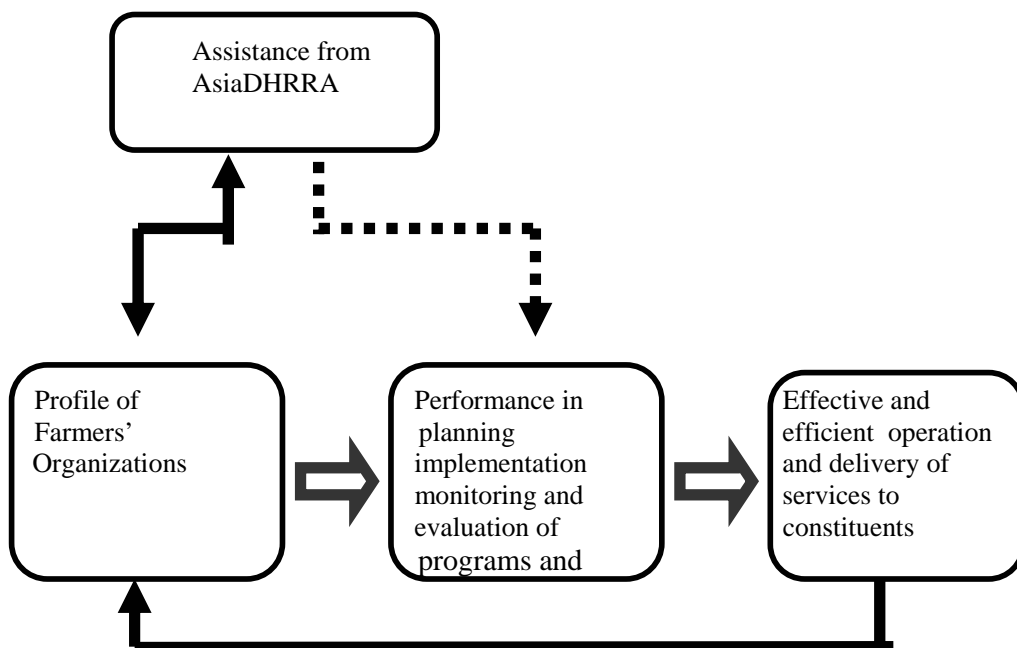 Assistance from
AsiaDHRRA
Profile of
Farmers’
Organizations
Performance in
planning
implementation
monitoring and
evaluation of
programs and
Effective and
efficient operation
and delivery of
services to
constituents